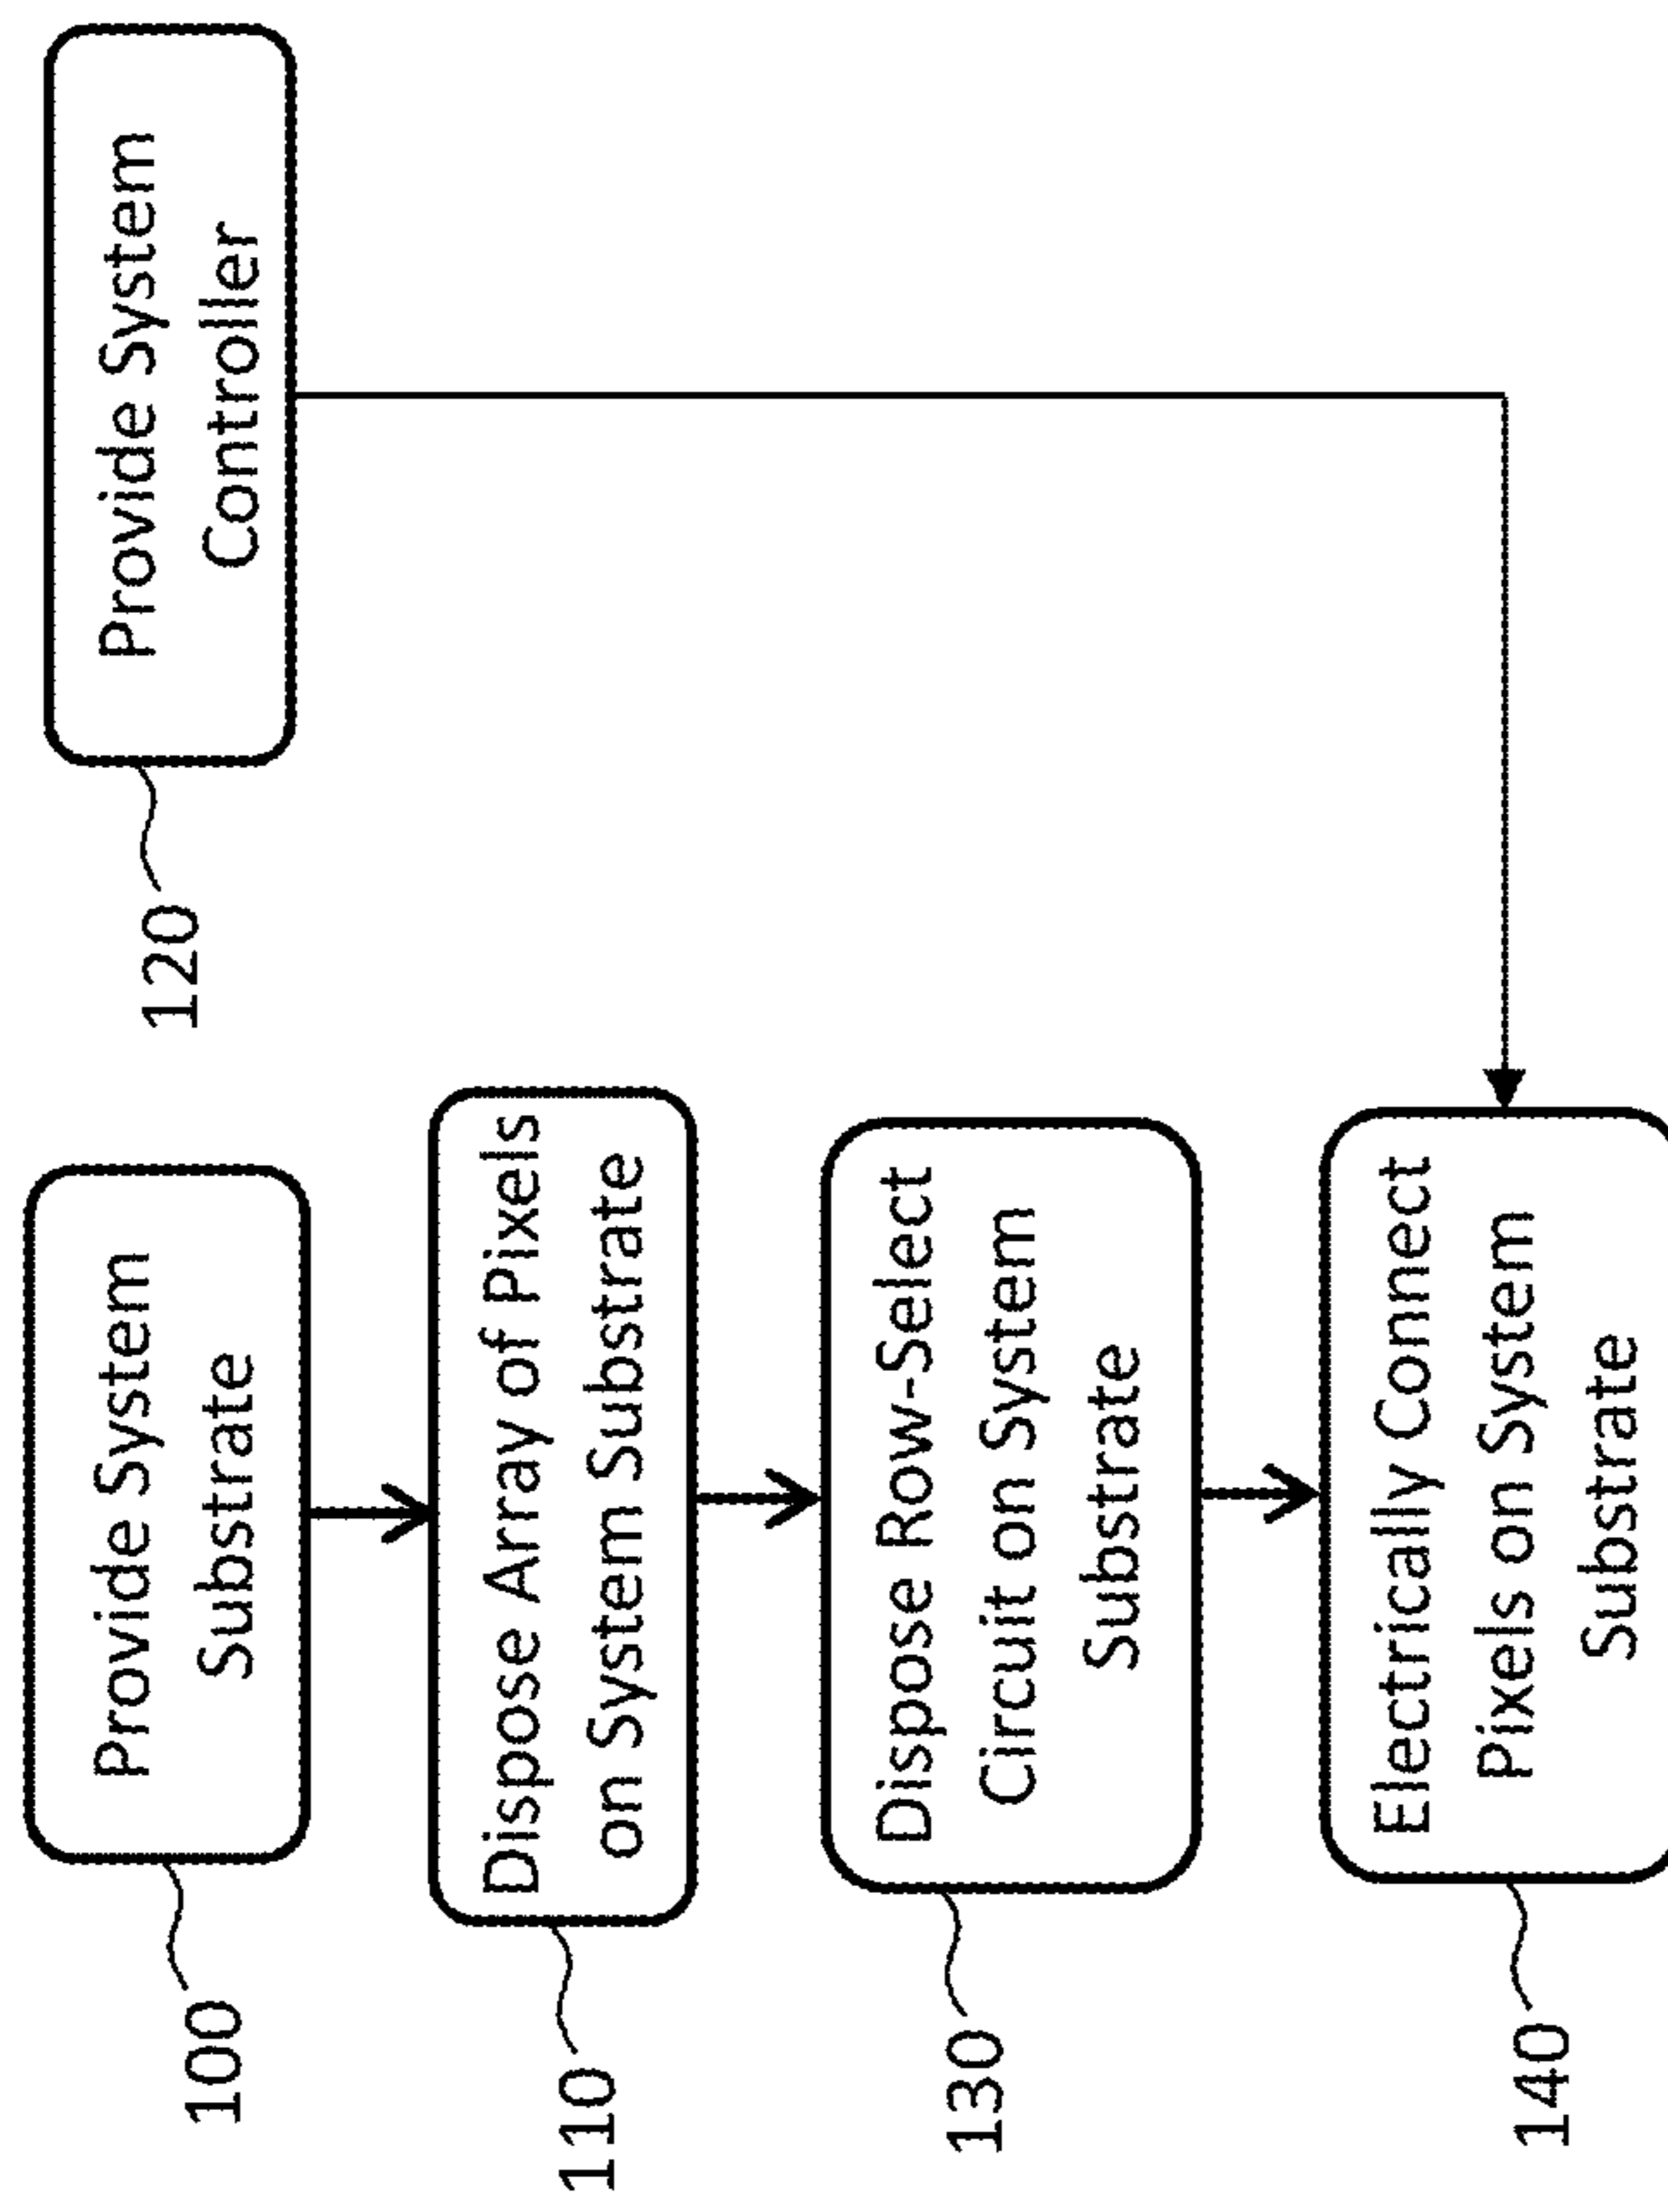 100
Provide System
Substrate
120
Provide System
Controller
110
Dispose Array of Pixels
on System Substrate
130
Dispose Row-Select
Circuit on System
Substrate
140
Electrically Connect
Pixels on System
Substrate